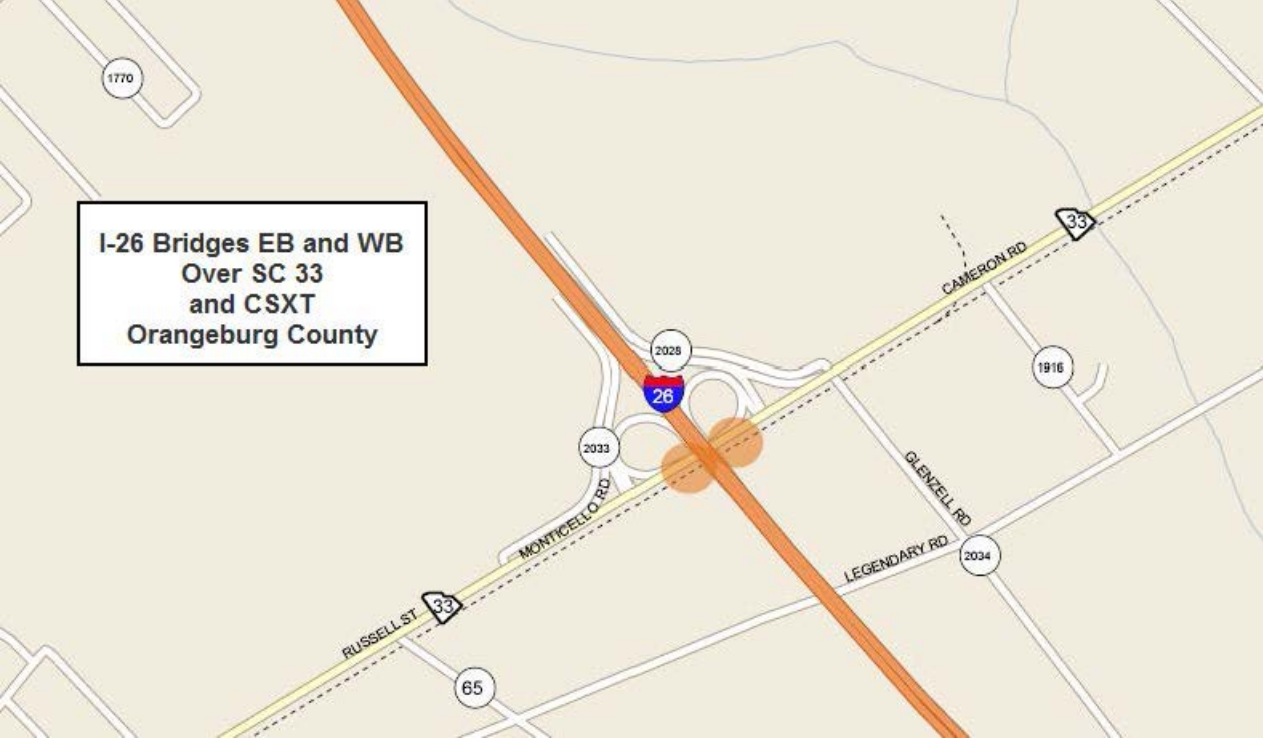 1770
I-26 Bridges EB and WB
Over SC 33
and CSXT
Orangeburg County
33
CAMERON RD
2028
1916
26
2033
GLENZELL RD
MONTICELLO RD
LEGENDARY RD
2034
33
RUSSELL ST
65